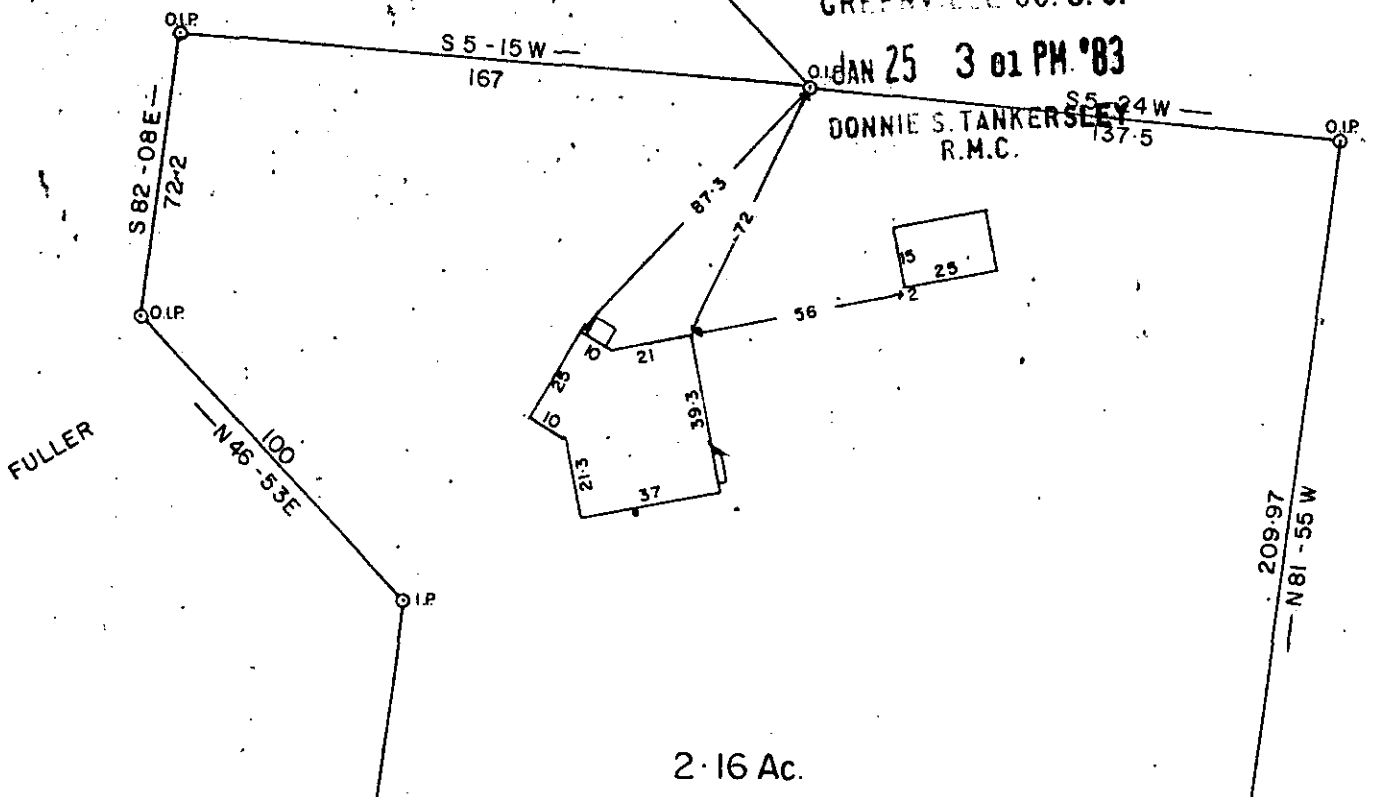 GREENVILLE CO. S. C.
JAN 25 3 01 PM '83
DONNIE S. TANKERSLEY
R.M.C.
O.I.P.
S 5 - 15 W
167
O.I.P.
S 5 - 24 W
137.5
O.I.P.
S 82 - 08 E
72.2
O.I.P.
87.3
72
15
25
2
56
10
21
25
10
39.3
21.3
37
FULLER
100
N 46 - 53 E
I.P.
209.97
N 81 - 55 W
2.16 Ac.